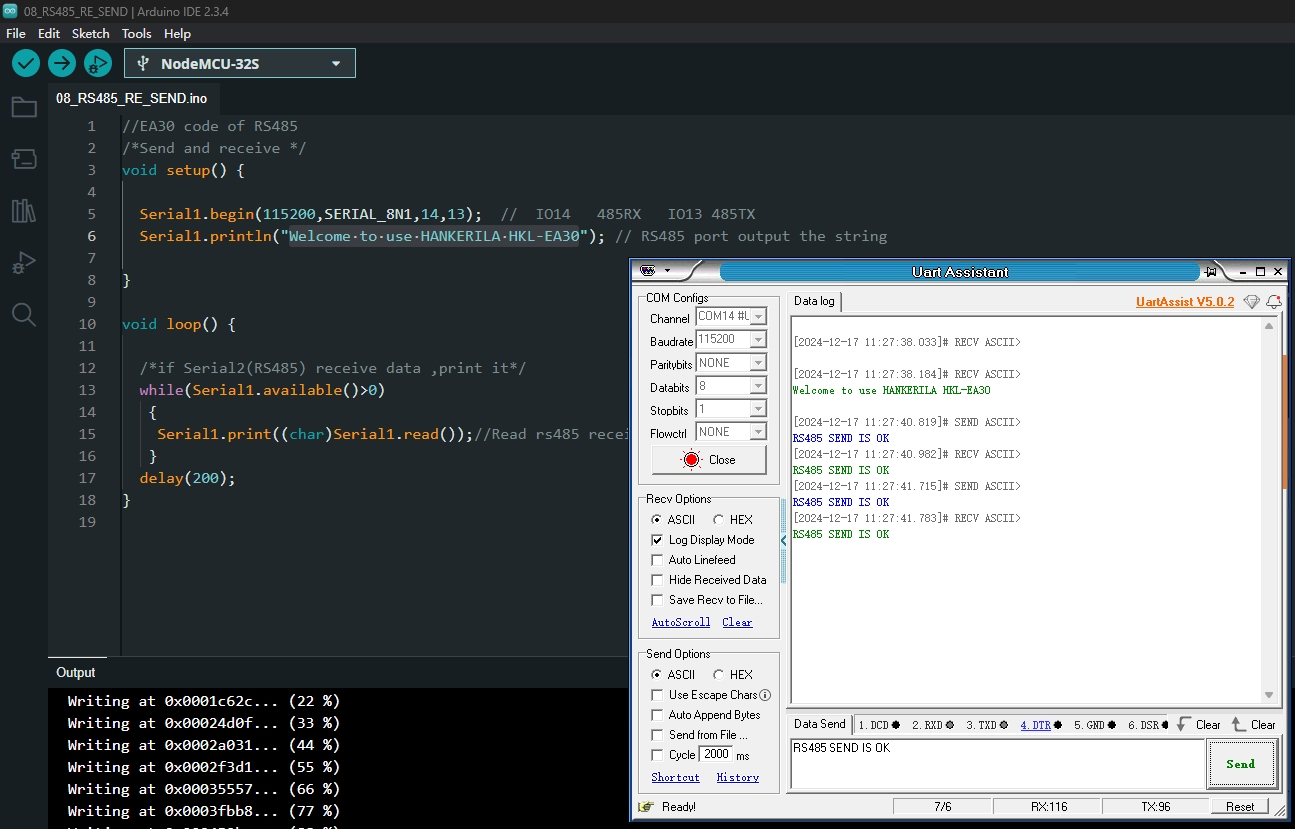 08_RS485_RE_SEND | Arduino IDE 2.3.4
File Edit Sketch Tools Help
NodeMCU-32S
08_RS485_RE_SEND.ino
1 //EA30 code of RS485
2 /*Send and receive */
3 void setup() {
4
5 Serial1.begin(115200,SERIAL_8N1,14,13); // IO14 485RX IO13 485TX
6 Serial1.println("Welcome·to·use·HANKERILA·HKL-EA30"); // RS485 port output the string
7
8 }
9
10 void loop() {
11
12 /*if Serial2(RS485) receive data ,print it*/
13 while(Serial1.available()>0)
14 {
15 Serial1.print((char)Serial1.read());//Read rs485 recei
16 }
17 delay(200);
18 }
19
Output
Writing at 0x0001c62c... (22 %)
Writing at 0x00024d0f... (33 %)
Writing at 0x0002a031... (44 %)
Writing at 0x0002f3d1... (55 %)
Writing at 0x00035557... (66 %)
Writing at 0x0003fbb8... (77 %)
Uart Assistant
COM Configs
Channel COM14 #U
Baudrate 115200
Paritybits NONE
Databits 8
Stopbits 1
Flowctrl NONE
Close
Recv Options
ASCII HEX
Log Display Mode
Auto Linefeed
Hide Received Data
Save Recv to File...
AutoScroll Clear
Send Options
ASCII HEX
Use Escape Chars
Auto Append Bytes
Send from File ...
Cycle 2000 ms
Shortcut History
Data log
UartAssist V5.0.2
[2024-12-17 11:27:38.033]# RECV ASCII>
[2024-12-17 11:27:38.184]# RECV ASCII>
Welcome to use HANKERILA HKL-EA30
[2024-12-17 11:27:40.819]# SEND ASCII>
RS485 SEND IS OK
[2024-12-17 11:27:40.982]# RECV ASCII>
RS485 SEND IS OK
[2024-12-17 11:27:41.715]# SEND ASCII>
RS485 SEND IS OK
[2024-12-17 11:27:41.783]# RECV ASCII>
RS485 SEND IS OK
Data Send 1.DCD 2.RXD 3.TXD 4.DTR 5.GND 6.DSR Clear Clear
RS485 SEND IS OK
Send
Ready! 7/6 RX:116 TX:96 Reset